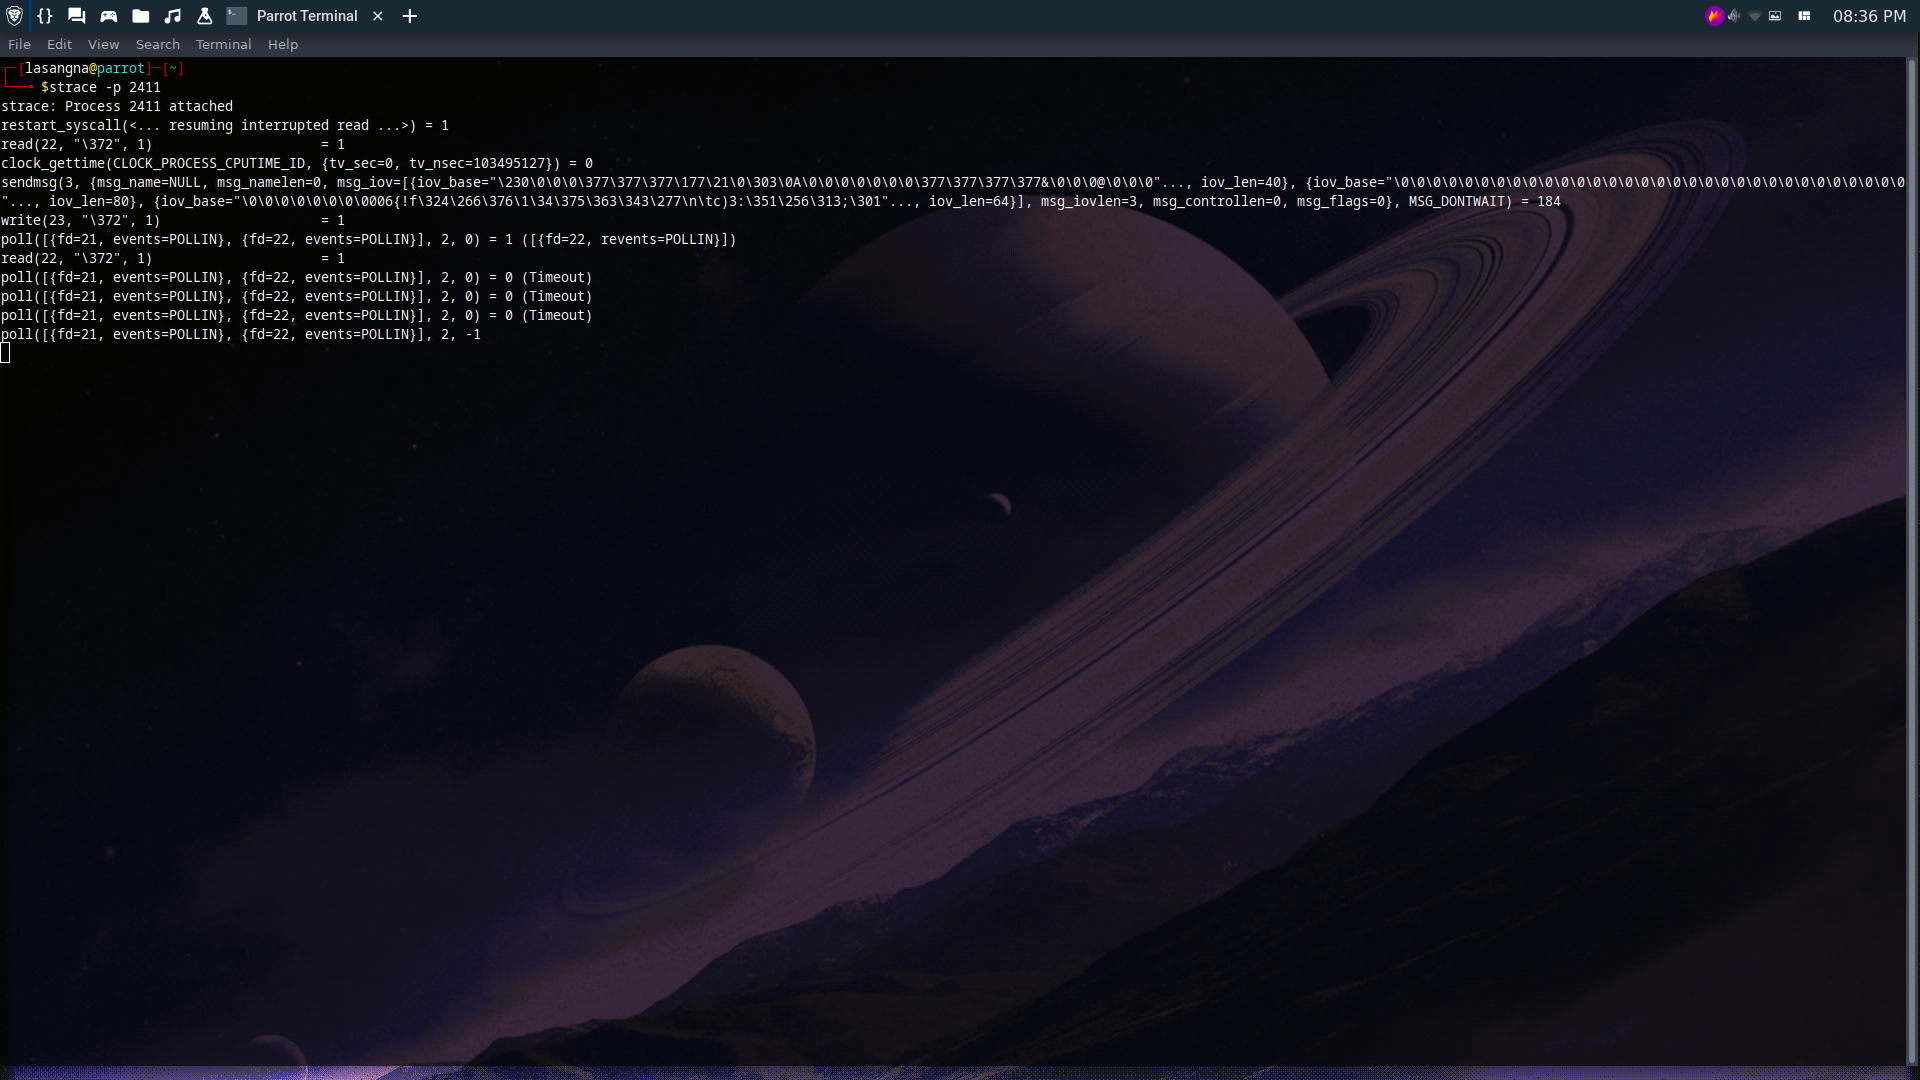 Parrot Terminal
08:36 PM
File Edit View Search Terminal Help
┌─[lasangna@parrot]─[~]
└──╼ $strace -p 2411
strace: Process 2411 attached
restart_syscall(<... resuming interrupted read ...>) = 1
read(22, "\372", 1)                     = 1
clock_gettime(CLOCK_PROCESS_CPUTIME_ID, {tv_sec=0, tv_nsec=103495127}) = 0
sendmsg(3, {msg_name=NULL, msg_namelen=0, msg_iov=[{iov_base="\230\0\0\0\377\377\377\177\21\0\303\0A\0\0\0\0\0\0\0\377\377\377\377&\0\0\0@\0\0\0"..., iov_len=40}, {iov_base="\0\0\0\0\0\0\0\0\0\0\0\0\0\0\0\0\0\0\0\0\0\0\0\0\0\0\0\0\0\0\0\0
"..., iov_len=80}, {iov_base="\0\0\0\0\0\0\0\0006{!f\324\266\376\1\34\375\363\343\277\n\tc)3:\351\256\313;\301"..., iov_len=64}], msg_iovlen=3, msg_controllen=0, msg_flags=0}, MSG_DONTWAIT) = 184
write(23, "\372", 1)                    = 1
poll([{fd=21, events=POLLIN}, {fd=22, events=POLLIN}], 2, 0) = 1 ([{fd=22, revents=POLLIN}])
read(22, "\372", 1)                     = 1
poll([{fd=21, events=POLLIN}, {fd=22, events=POLLIN}], 2, 0) = 0 (Timeout)
poll([{fd=21, events=POLLIN}, {fd=22, events=POLLIN}], 2, 0) = 0 (Timeout)
poll([{fd=21, events=POLLIN}, {fd=22, events=POLLIN}], 2, 0) = 0 (Timeout)
poll([{fd=21, events=POLLIN}, {fd=22, events=POLLIN}], 2, -1